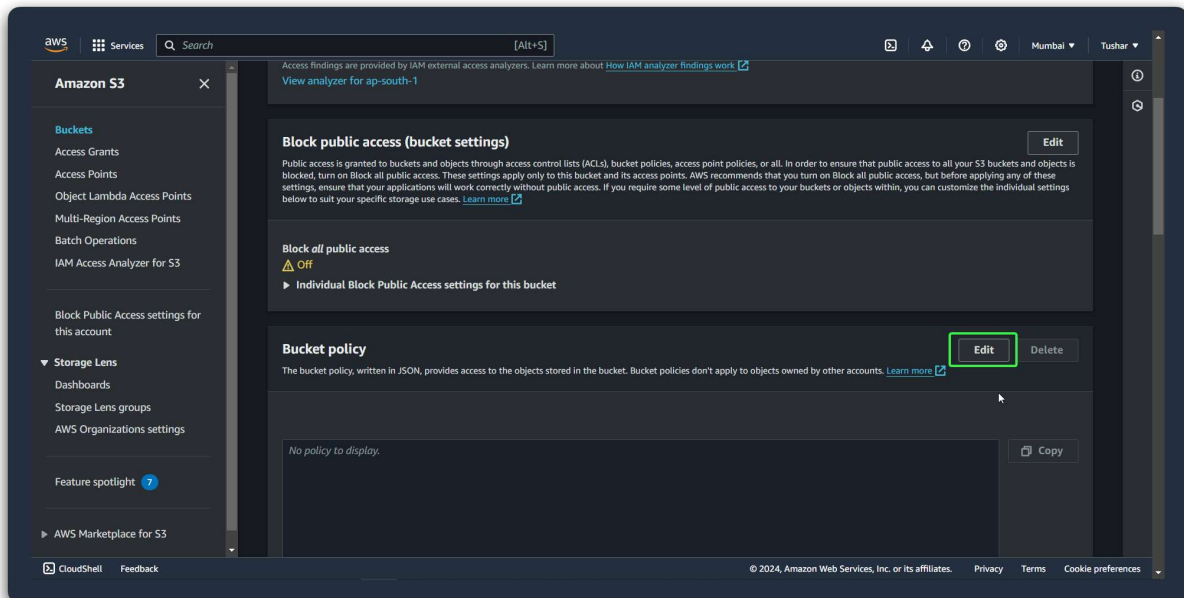 aws
Services
Search
[Alt+S]
Mumbai ▼
Tushar ▼
Amazon S3
Buckets
Access Grants
Access Points
Object Lambda Access Points
Multi-Region Access Points
Batch Operations
IAM Access Analyzer for S3
Block Public Access settings for
this account
▼ Storage Lens
Dashboards
Storage Lens groups
AWS Organizations settings
Feature spotlight 7
▶ AWS Marketplace for S3
Access findings are provided by IAM external access analyzers. Learn more about How IAM analyzer findings work
View analyzer for ap-south-1
Block public access (bucket settings)
Edit
Public access is granted to buckets and objects through access control lists (ACLs), bucket policies, access point policies, or all. In order to ensure that public access to all your S3 buckets and objects is
blocked, turn on Block all public access. These settings apply only to this bucket and its access points. AWS recommends that you turn on Block all public access, but before applying any of these
settings, ensure that your applications will work correctly without public access. If you require some level of public access to your buckets or objects within, you can customize the individual settings
below to suit your specific storage use cases. Learn more
Block all public access
Off
▶ Individual Block Public Access settings for this bucket
Bucket policy
Edit
Delete
The bucket policy, written in JSON, provides access to the objects stored in the bucket. Bucket policies don't apply to objects owned by other accounts. Learn more
No policy to display.
Copy
CloudShell
Feedback
© 2024, Amazon Web Services, Inc. or its affiliates.
Privacy
Terms
Cookie preferences